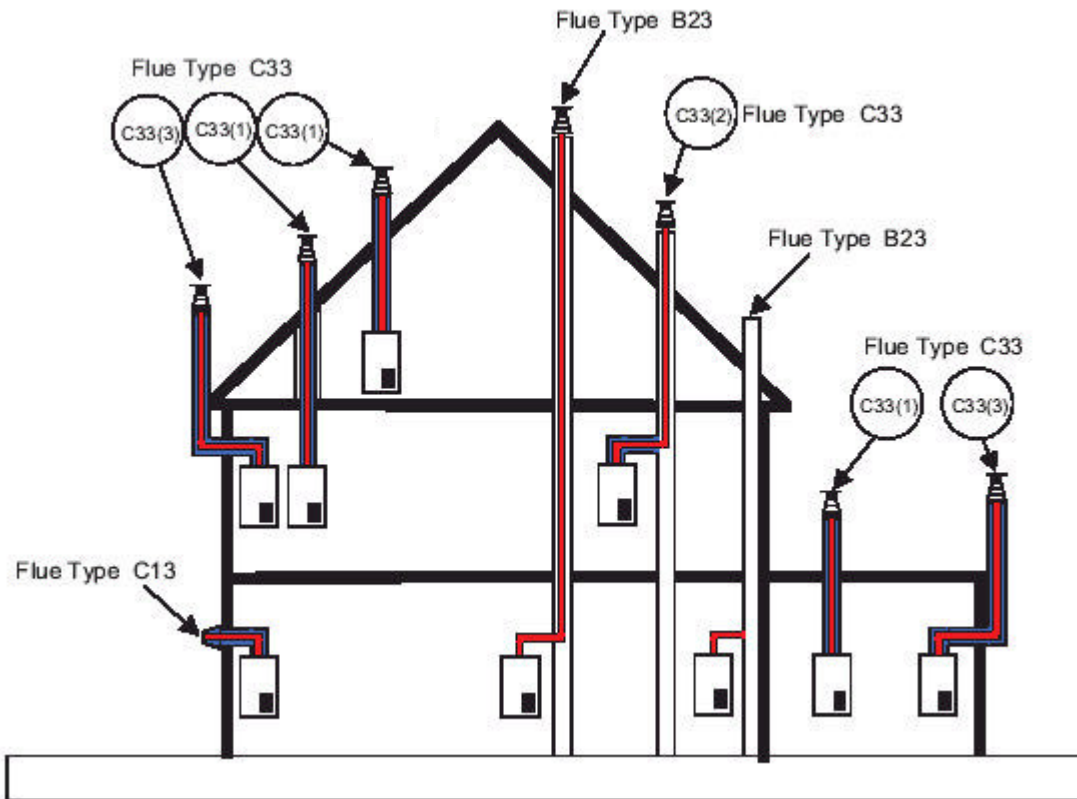 Flue Type B23
Flue Type C33
C33(3) C33(1) C33(1)
C33(2) Flue Type C33
Flue Type B23
Flue Type C33
C33(1) C33(3)
Flue Type C13